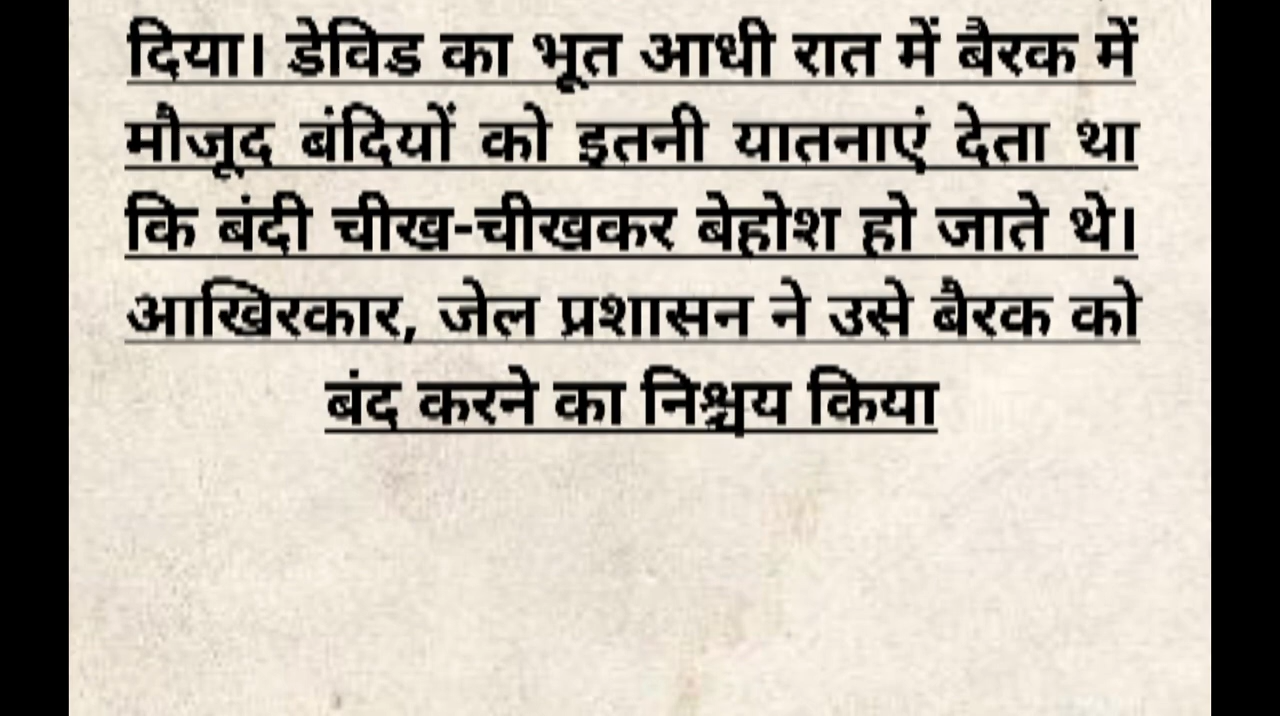 दिया। डेविड का भूत आधी रात में बैरक में
मौजूद बंदियों को इतनी यातनाएं देता था
कि बंदी चीख-चीखकर बेहोश हो जाते थे।
आखिरकार, जेल प्रशासन ने उसे बैरक को
बंद करने का निश्चय किया